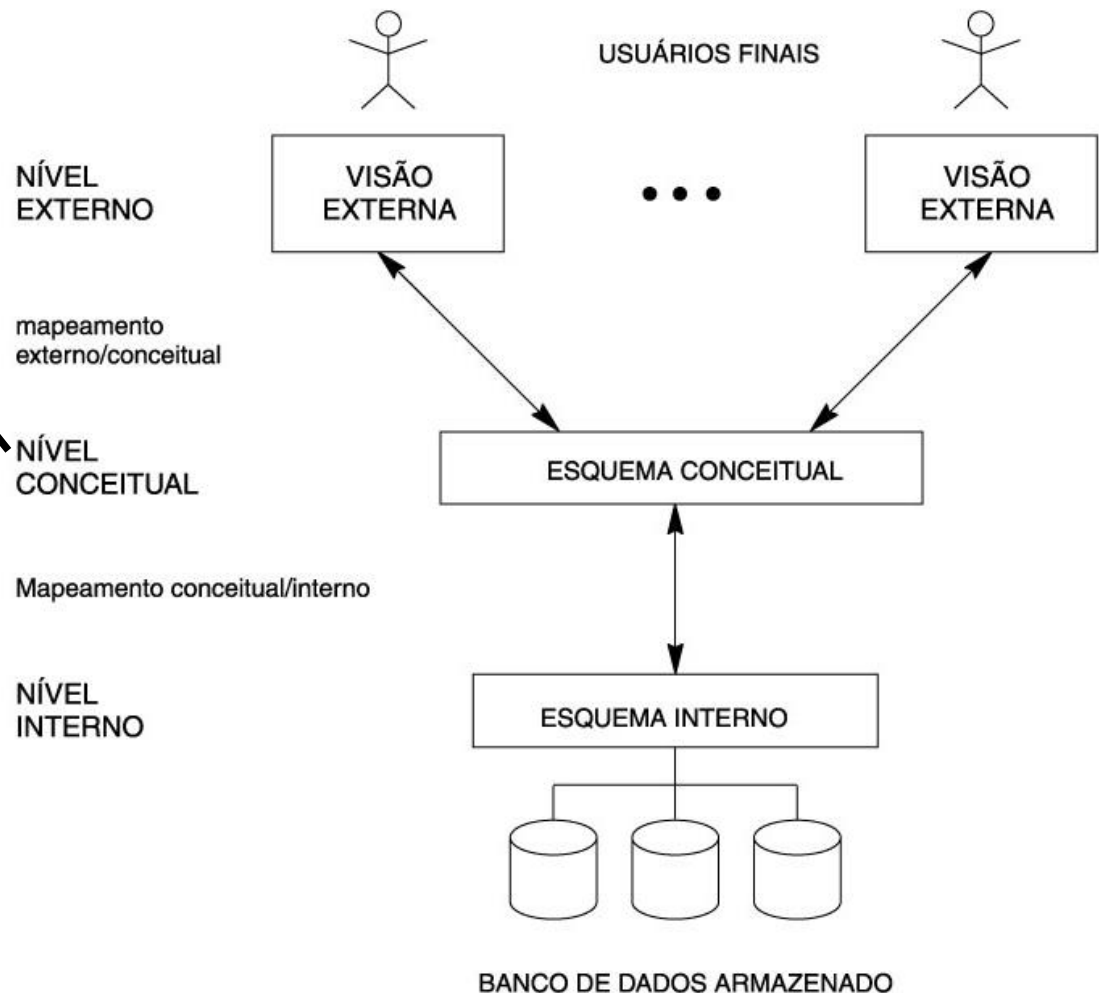 USUÁRIOS FINAIS
NÍVEL
EXTERNO
VISÃO
EXTERNA
VISÃO
EXTERNA
mapeamento
externo/conceitual
NÍVEL
CONCEITUAL
ESQUEMA CONCEITUAL
Mapeamento conceitual/interno
NÍVEL
INTERNO
ESQUEMA INTERNO
BANCO DE DADOS ARMAZENADO